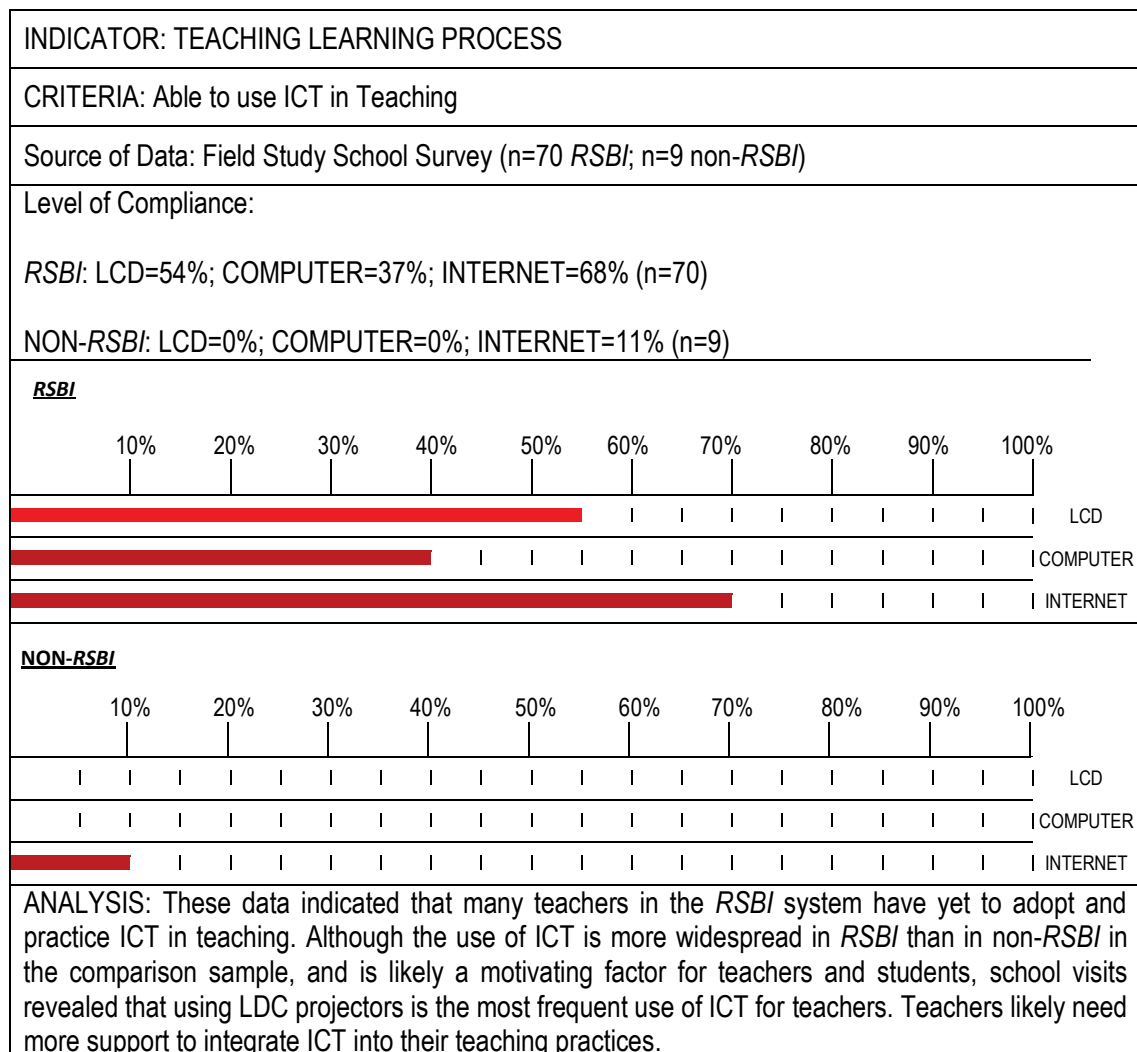 INDICATOR: TEACHING LEARNING PROCESS
CRITERIA: Able to use ICT in Teaching
Source of Data: Field Study School Survey (n=70 RSBI; n=9 non-RSBI)
Level of Compliance:
RSBI: LCD=54%; COMPUTER=37%; INTERNET=68% (n=70)
NON-RSBI: LCD=0%; COMPUTER=0%; INTERNET=11% (n=9)
RSBI
10% 20% 30% 40% 50% 60% 70% 80% 90% 100%
LCD
COMPUTER
INTERNET
NON-RSBI
10% 20% 30% 40% 50% 60% 70% 80% 90% 100%
LCD
COMPUTER
INTERNET
ANALYSIS: These data indicated that many teachers in the RSBI system have yet to adopt and
practice ICT in teaching. Although the use of ICT is more widespread in RSBI than in non-RSBI in
the comparison sample, and is likely a motivating factor for teachers and students, school visits
revealed that using LDC projectors is the most frequent use of ICT for teachers. Teachers likely need
more support to integrate ICT into their teaching practices.